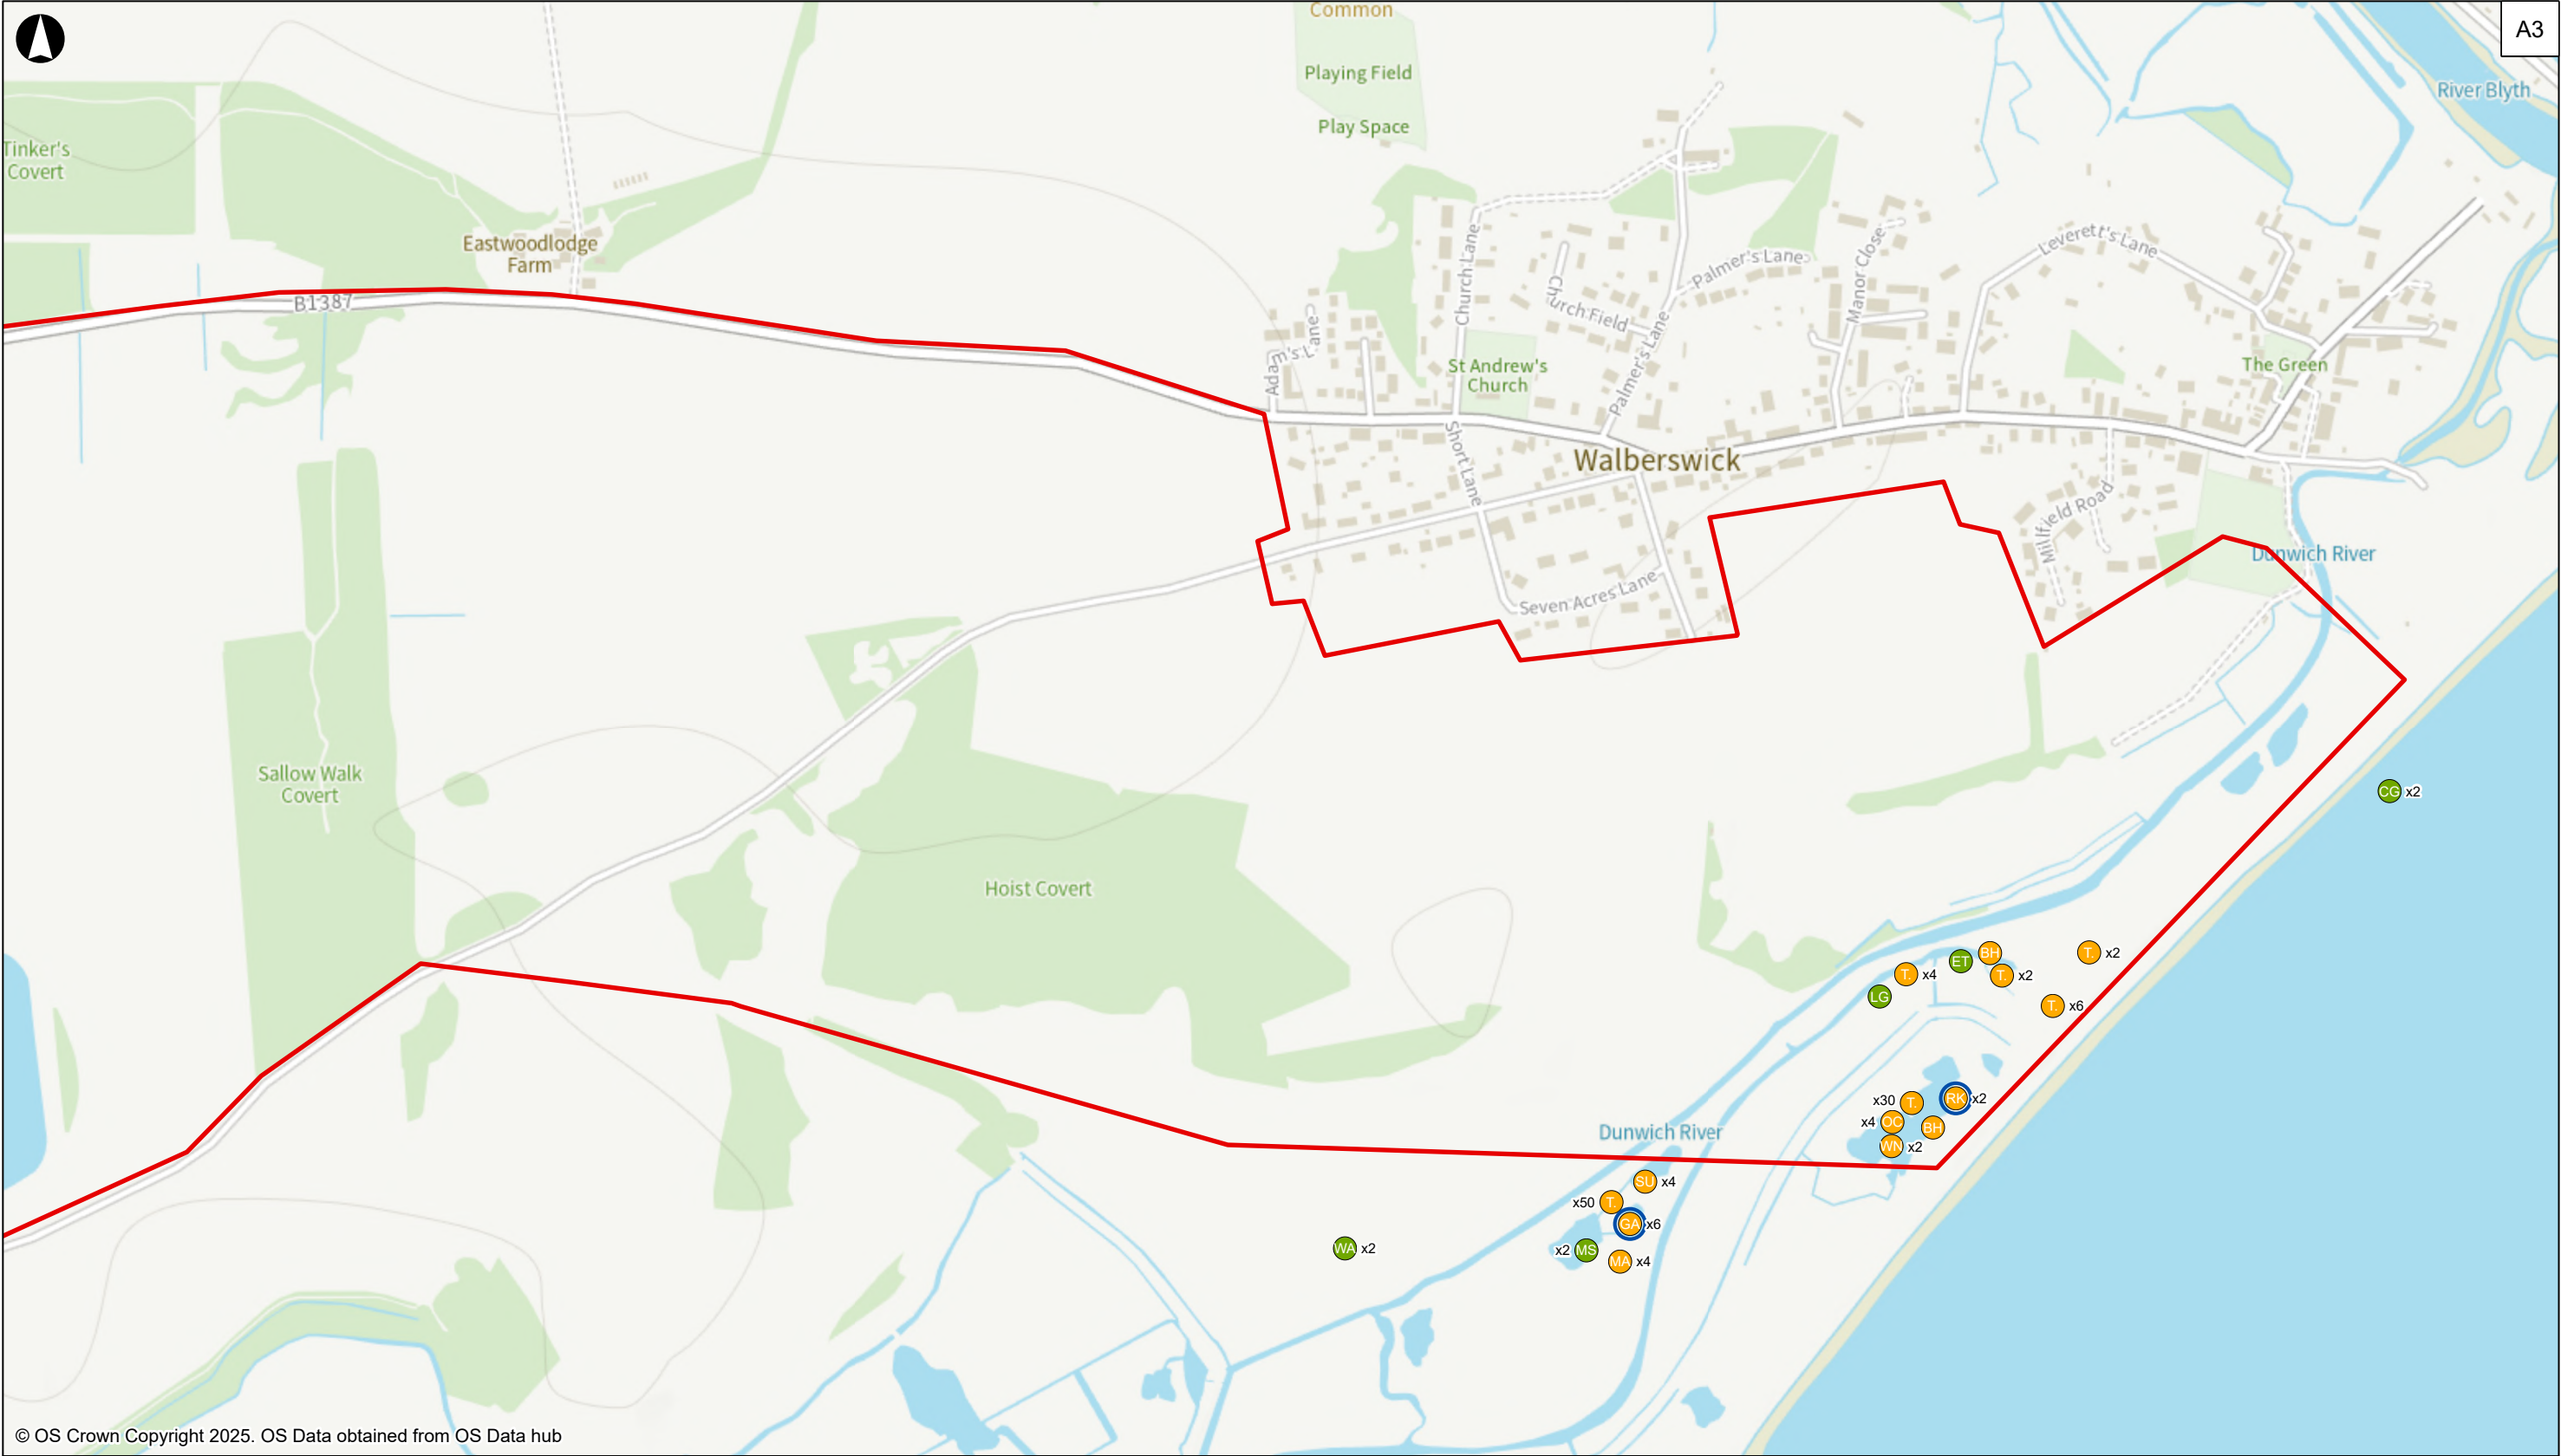 Common
A3
Playing Field
River Blyth
Play Space
Tinker's
Covert
Eastwoodlodge
Farm
B1387
Church Lane
Church Field
Palmer's Lane
Palmer's Lane
Manor Close
Leverett's Lane
Adam's Lane
St Andrew's
Church
The Green
Short Lane
Walberswick
Millfield Road
Dunwich River
Seven Acres Lane
Sallow Walk
Covert
CG x2
Hoist Covert
BH
T. x2
ET
T. x4
T. x2
LG
T. x6
x30 T.
RK x2
x4 OC
BH
WN x2
Dunwich River
SU x4
x50 T.
GA x6
WA x2
x2 MS
MA x4
© OS Crown Copyright 2025. OS Data obtained from OS Data hub